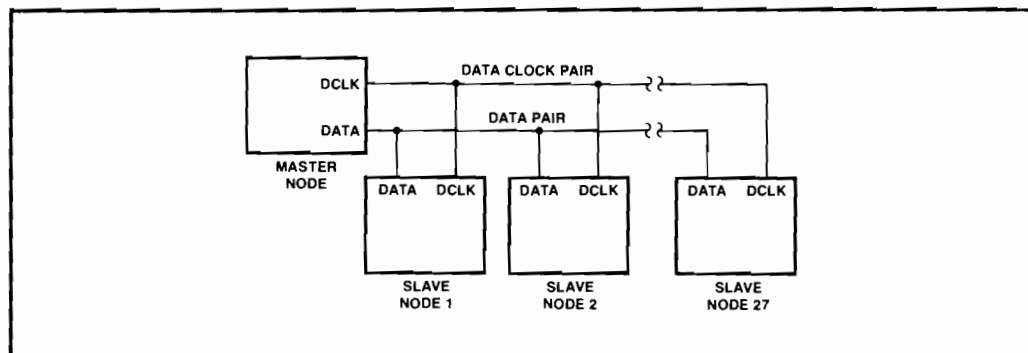 DCLK
DATA CLOCK PAIR
DATA
DATA PAIR
MASTER
NODE
DATA DCLK
DATA DCLK
DATA DCLK
SLAVE
NODE 1
SLAVE
NODE 2
SLAVE
NODE 27